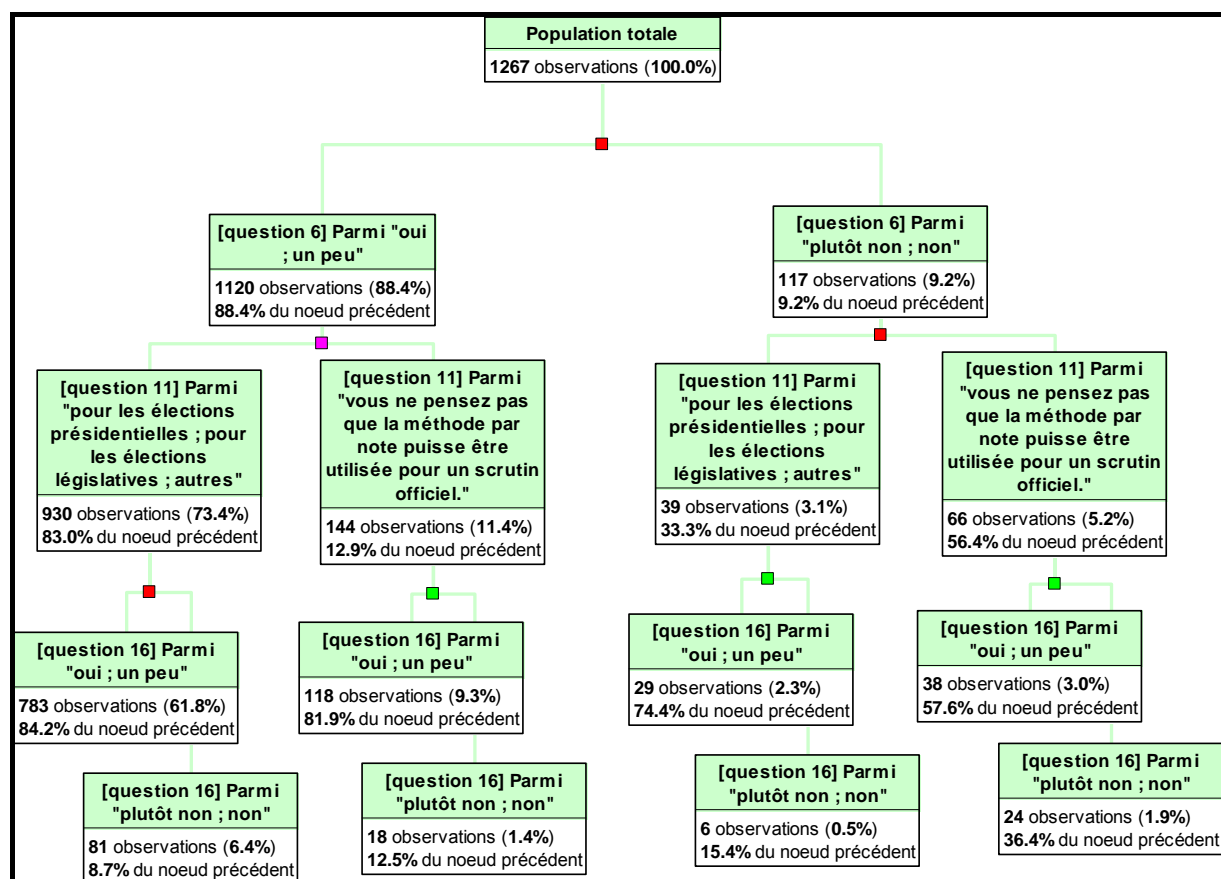 Population totale
1267 observations (100.0%)
[question 6] Parmi "oui
; un peu"
1120 observations (88.4%)
88.4% du noeud précédent
[question 6] Parmi
"plutôt non ; non"
117 observations (9.2%)
9.2% du noeud précédent
[question 11] Parmi
"pour les élections
présidentielles ; pour
les élections
législatives ; autres"
930 observations (73.4%)
83.0% du noeud précédent
[question 11] Parmi
"vous ne pensez pas
que la méthode par
note puisse être
utilisée pour un scrutin
officiel."
144 observations (11.4%)
12.9% du noeud précédent
[question 11] Parmi
"pour les élections
présidentielles ; pour
les élections
législatives ; autres"
39 observations (3.1%)
33.3% du noeud précédent
[question 11] Parmi
"vous ne pensez pas
que la méthode par
note puisse être
utilisée pour un scrutin
officiel."
66 observations (5.2%)
56.4% du noeud précédent
[question 16] Parmi
"oui ; un peu"
783 observations (61.8%)
84.2% du noeud précédent
[question 16] Parmi
"oui ; un peu"
118 observations (9.3%)
81.9% du noeud précédent
[question 16] Parmi
"oui ; un peu"
29 observations (2.3%)
74.4% du noeud précédent
[question 16] Parmi
"oui ; un peu"
38 observations (3.0%)
57.6% du noeud précédent
[question 16] Parmi
"plutôt non ; non"
81 observations (6.4%)
8.7% du noeud précédent
[question 16] Parmi
"plutôt non ; non"
18 observations (1.4%)
12.5% du noeud précédent
[question 16] Parmi
"plutôt non ; non"
6 observations (0.5%)
15.4% du noeud précédent
[question 16] Parmi
"plutôt non ; non"
24 observations (1.9%)
36.4% du noeud précédent